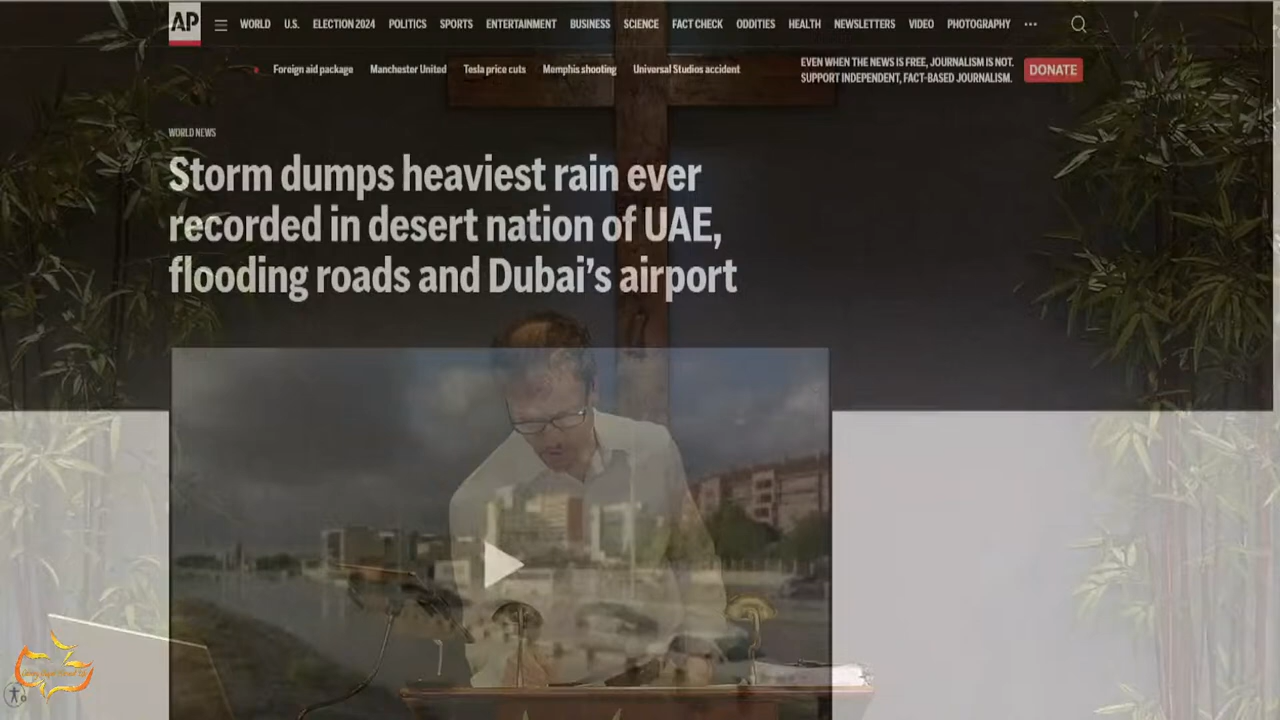 AP
WORLD U.S. ELECTION 2024 POLITICS SPORTS ENTERTAINMENT BUSINESS SCIENCE FACT CHECK ODDITIES HEALTH NEWSLETTERS VIDEO PHOTOGRAPHY ...
Foreign aid package Manchester United Tesla price cuts Memphis shooting Universal Studios accident
EVEN WHEN THE NEWS IS FREE, JOURNALISM IS NOT.
SUPPORT INDEPENDENT, FACT-BASED JOURNALISM.
DONATE
WORLD NEWS
Storm dumps heaviest rain ever
recorded in desert nation of UAE,
flooding roads and Dubai’s airport